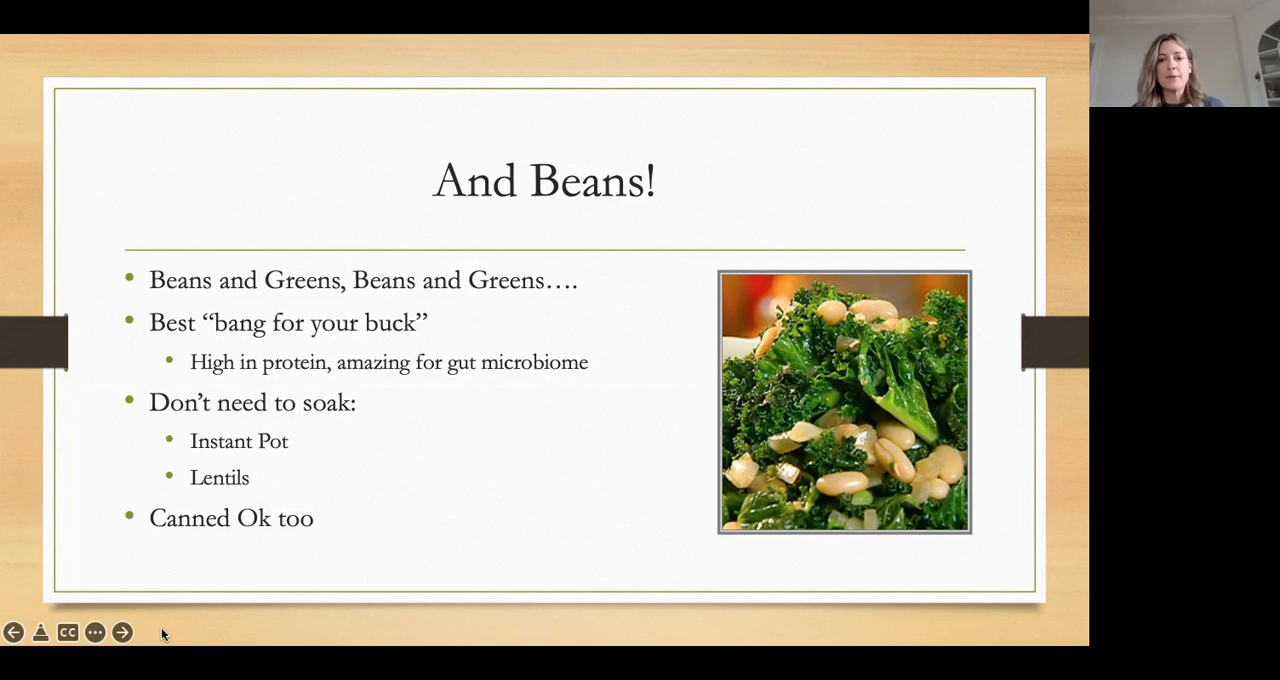 And Beans!
Beans and Greens, Beans and Greens….
Best “bang for your buck”
High in protein, amazing for gut microbiome
Don’t need to soak:
Instant Pot
Lentils
Canned Ok too
CC